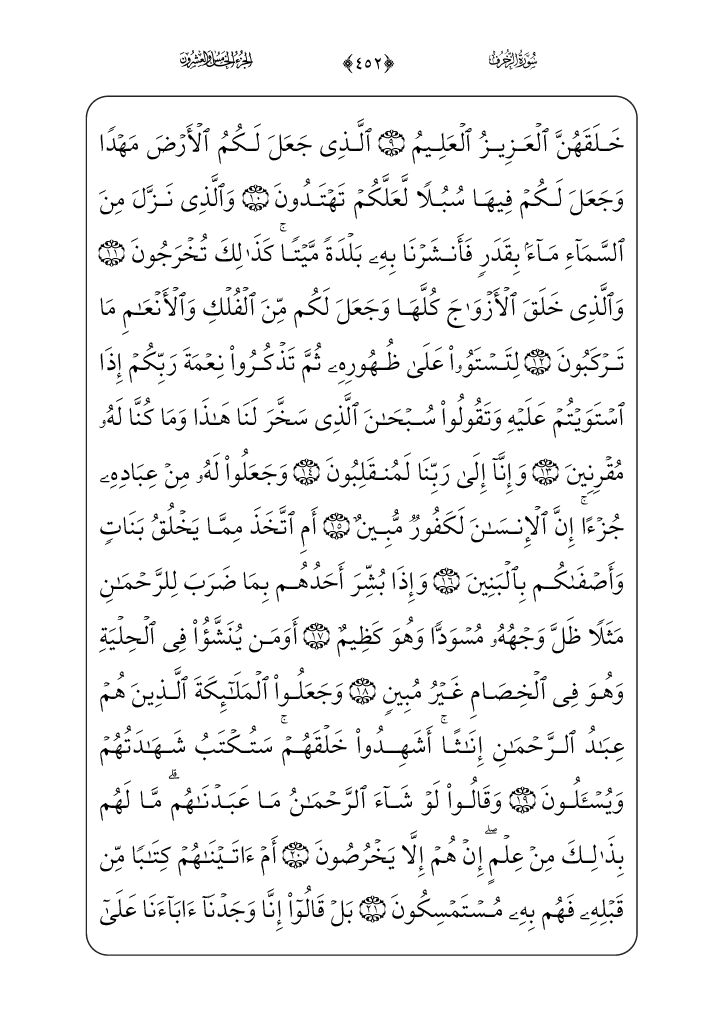 سُورَةُ الزُّخْرُفِ ﴿٤٥٢﴾ الجُزْءُ الخَامِسُ وَالعِشْرُونَ
خَلَقَهُنَّ ٱلْعَزِيزُ ٱلْعَلِيمُ ۝٩ ٱلَّذِى جَعَلَ لَكُمُ ٱلْأَرْضَ مَهْدًا
وَجَعَلَ لَكُمْ فِيهَا سُبُلًا لَّعَلَّكُمْ تَهْتَدُونَ ۝١٠ وَٱلَّذِى نَزَّلَ مِنَ
ٱلسَّمَآءِ مَآءًۢ بِقَدَرٍ فَأَنشَرْنَا بِهِۦ بَلْدَةً مَّيْتًا ۚ كَذَٰلِكَ تُخْرَجُونَ ۝١١
وَٱلَّذِى خَلَقَ ٱلْأَزْوَٰجَ كُلَّهَا وَجَعَلَ لَكُم مِّنَ ٱلْفُلْكِ وَٱلْأَنْعَٰمِ مَا
تَرْكَبُونَ ۝١٢ لِتَسْتَوُۥا۟ عَلَىٰ ظُهُورِهِۦ ثُمَّ تَذْكُرُوا۟ نِعْمَةَ رَبِّكُمْ إِذَا
ٱسْتَوَيْتُمْ عَلَيْهِ وَتَقُولُوا۟ سُبْحَٰنَ ٱلَّذِى سَخَّرَ لَنَا هَٰذَا وَمَا كُنَّا لَهُۥ
مُقْرِنِينَ ۝١٣ وَإِنَّآ إِلَىٰ رَبِّنَا لَمُنقَلِبُونَ ۝١٤ وَجَعَلُوا۟ لَهُۥ مِنْ عِبَادِهِۦ
جُزْءًا ۚ إِنَّ ٱلْإِنسَٰنَ لَكَفُورٌ مُّبِينٌ ۝١٥ أَمِ ٱتَّخَذَ مِمَّا يَخْلُقُ بَنَاتٍ
وَأَصْفَىٰكُم بِٱلْبَنِينَ ۝١٦ وَإِذَا بُشِّرَ أَحَدُهُم بِمَا ضَرَبَ لِلرَّحْمَٰنِ
مَثَلًا ظَلَّ وَجْهُهُۥ مُسْوَدًّا وَهُوَ كَظِيمٌ ۝١٧ أَوَمَن يُنَشَّؤُا۟ فِى ٱلْحِلْيَةِ
وَهُوَ فِى ٱلْخِصَامِ غَيْرُ مُبِينٍ ۝١٨ وَجَعَلُوا۟ ٱلْمَلَٰٓئِكَةَ ٱلَّذِينَ هُمْ
عِبَٰدُ ٱلرَّحْمَٰنِ إِنَٰثًا ۚ أَشَهِدُوا۟ خَلْقَهُمْ ۚ سَتُكْتَبُ شَهَٰدَتُهُمْ
وَيُسْـَٔلُونَ ۝١٩ وَقَالُوا۟ لَوْ شَآءَ ٱلرَّحْمَٰنُ مَا عَبَدْنَٰهُم ۗ مَّا لَهُم
بِذَٰلِكَ مِنْ عِلْمٍ ۖ إِنْ هُمْ إِلَّا يَخْرُصُونَ ۝٢٠ أَمْ ءَاتَيْنَٰهُمْ كِتَٰبًا مِّن
قَبْلِهِۦ فَهُم بِهِۦ مُسْتَمْسِكُونَ ۝٢١ بَلْ قَالُوٓا۟ إِنَّا وَجَدْنَآ ءَابَآءَنَا عَلَىٰٓ